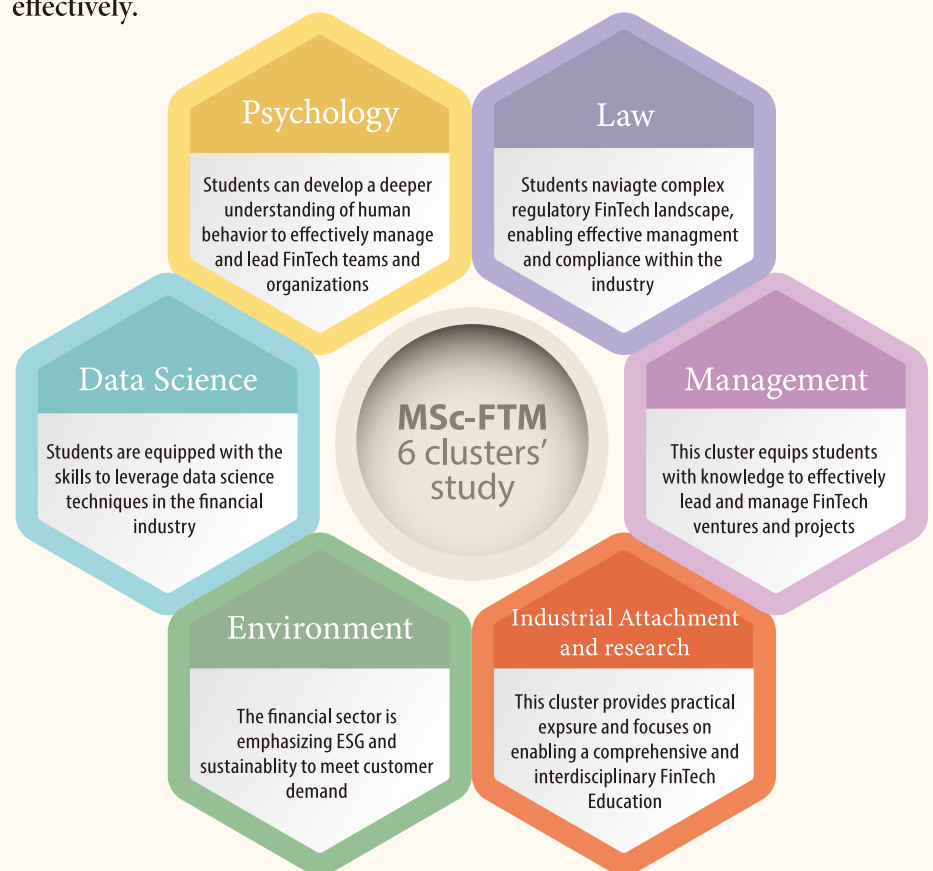 effectively.
Psychology
Students can develop a deeper
understanding of human
behavior to effectively manage
and lead FinTech teams and
organizations
Law
Students naviagte complex
regulatory FinTech landscape,
enabling effective managment
and compliance within the
industry
Data Science
Students are equipped with the
skills to leverage data science
techniques in the financial
industry
MSc-FTM
6 clusters’
study
Management
This cluster equips students
with knowledge to effectively
lead and manage FinTech
ventures and projects
Environment
The financial sector is
emphasizing ESG and
sustainablity to meet customer
demand
Industrial Attachment
and research
This cluster provides practical
expsure and focuses on
enabling a comprehensive and
interdisciplinary FinTech
Education